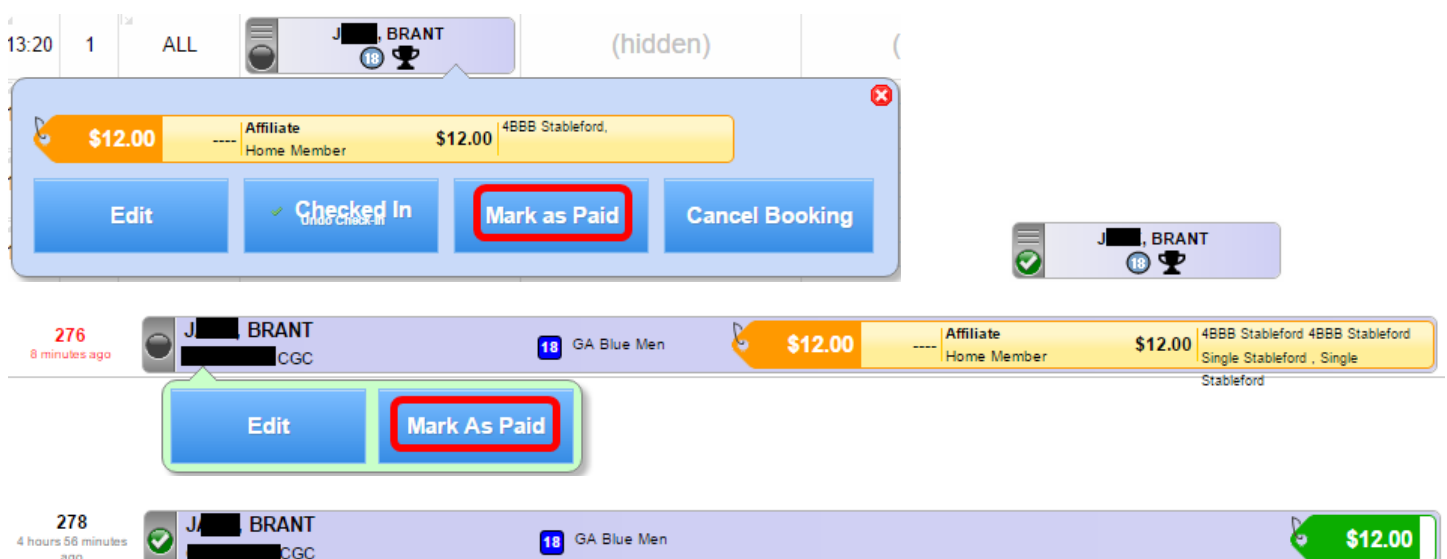 13:20 1 ALL J, BRANT (hidden) (
18
$12.00 ---- Affiliate $12.00 4BBB Stableford,
Home Member
Edit Checked In Mark as Paid Cancel Booking
Undo Check-In
J, BRANT
18
276 J BRANT 18 GA Blue Men $12.00 ---- Affiliate $12.00 4BBB Stableford 4BBB Stableford
8 minutes ago CGC Home Member Single Stableford , Single
Stableford
Edit Mark As Paid
278 J BRANT 18 GA Blue Men $12.00
4 hours 56 minutes CGC
ago